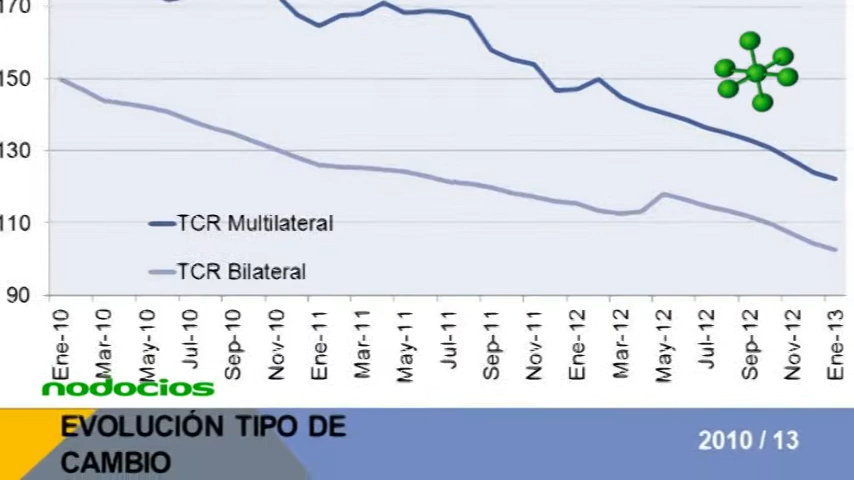 170
150
130
110
90
TCR Multilateral
TCR Bilateral
Ene-10
Mar-10
May-10
Jul-10
Sep-10
Nov-10
Ene-11
Mar-11
May-11
Jul-11
Sep-11
Nov-11
Ene-12
Mar-12
May-12
Jul-12
Sep-12
Nov-12
Ene-13
nodocios
EVOLUCIÓN TIPO DE
CAMBIO
2010 / 13